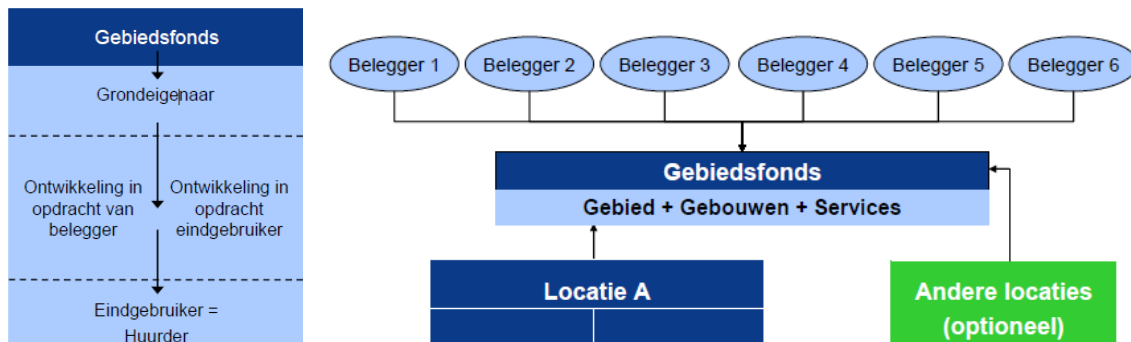 Gebiedsfonds
Grondeigenaar
Ontwikkeling in
opdracht van
belegger
Ontwikkeling in
opdracht
eindgebruiker
Eindgebruiker =
Huurder
Belegger 1
Belegger 2
Belegger 3
Belegger 4
Belegger 5
Belegger 6
Gebiedsfonds
Gebied + Gebouwen + Services
Locatie A
Andere locaties
(optioneel)